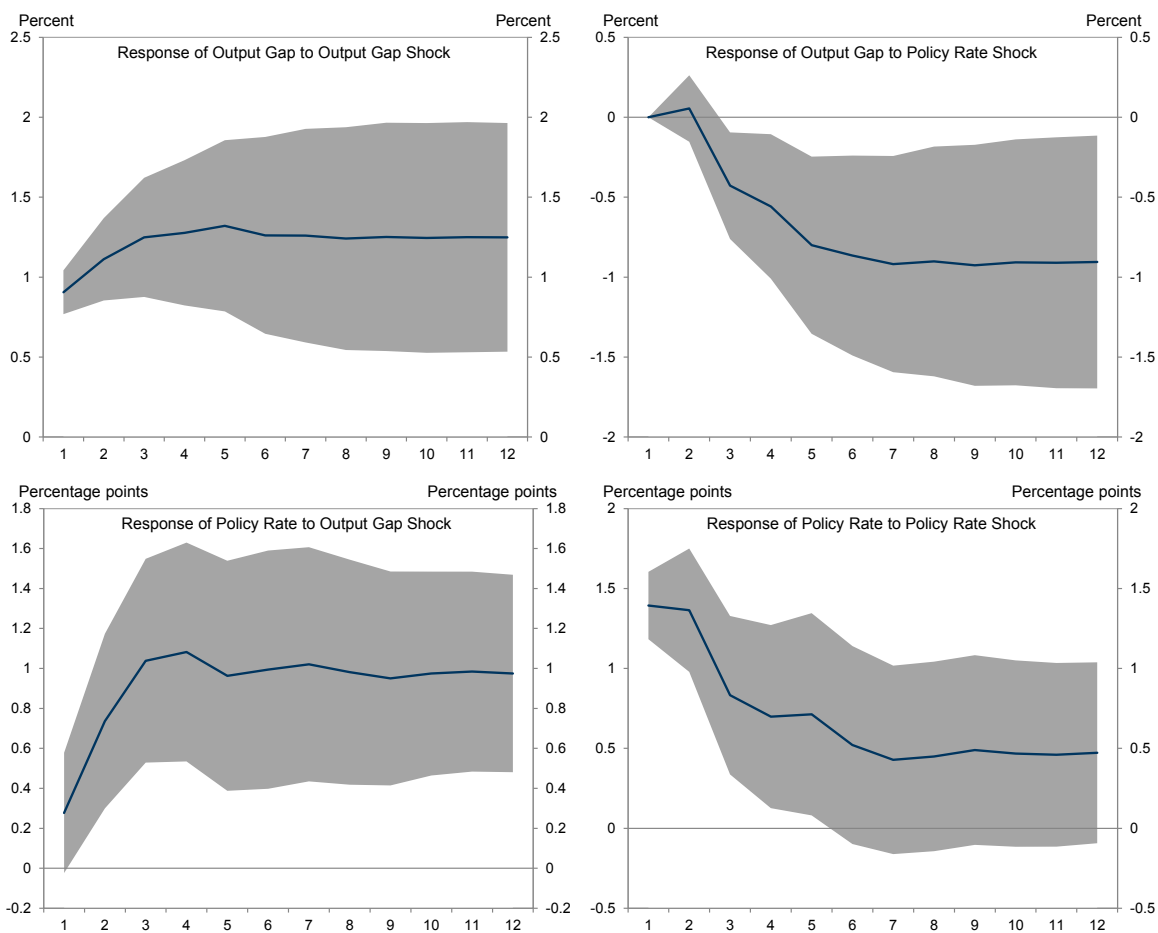 Percent Percent
Response of Output Gap to Output Gap Shock
2.5 2.5
2 2
1.5 1.5
1 1
0.5 0.5
0 0
1 2 3 4 5 6 7 8 9 10 11 12
Percent Percent
Response of Output Gap to Policy Rate Shock
0.5 0.5
0 0
-0.5 -0.5
-1 -1
-1.5 -1.5
-2 -2
1 2 3 4 5 6 7 8 9 10 11 12
Percentage points Percentage points
Response of Policy Rate to Output Gap Shock
1.8 1.8
1.6 1.6
1.4 1.4
1.2 1.2
1 1
0.8 0.8
0.6 0.6
0.4 0.4
0.2 0.2
0 0
-0.2 -0.2
1 2 3 4 5 6 7 8 9 10 11 12
Percentage points Percentage points
Response of Policy Rate to Policy Rate Shock
2 2
1.5 1.5
1 1
0.5 0.5
0 0
-0.5 -0.5
1 2 3 4 5 6 7 8 9 10 11 12